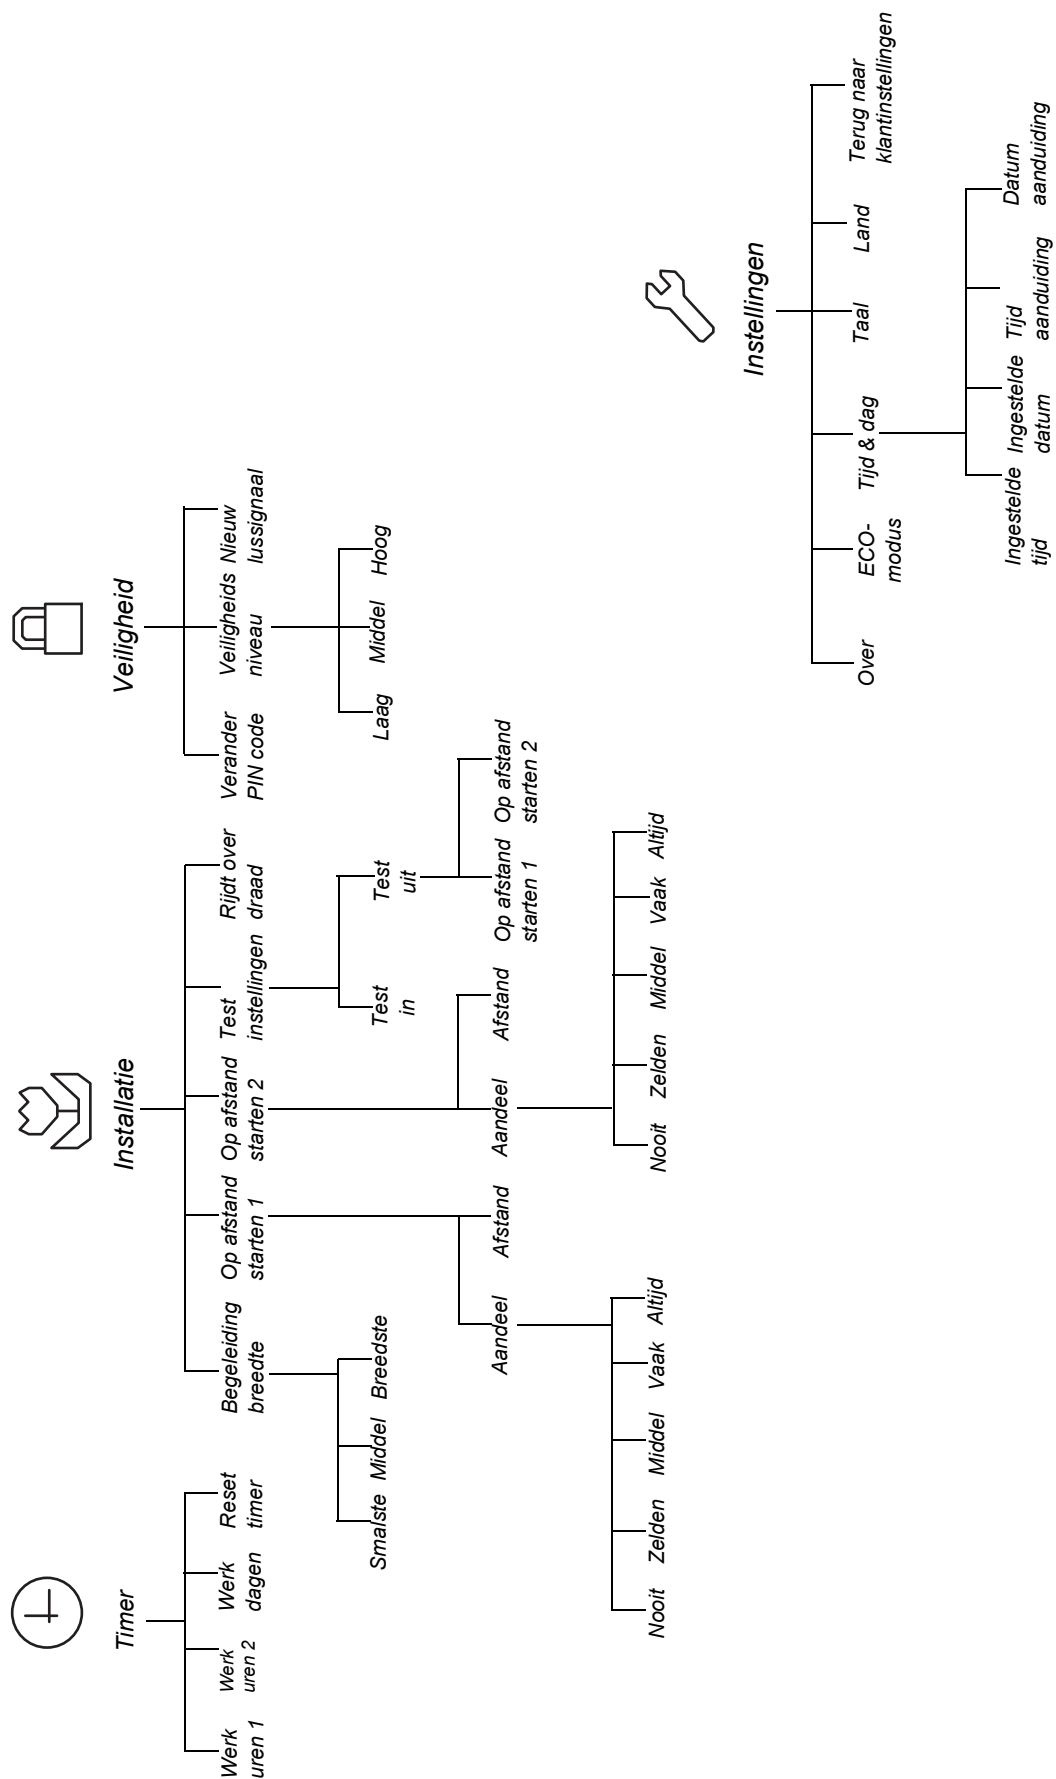 Timer
Werk
uren 1
Werk
uren 2
Werk
dagen
Reset
timer
Installatie
Begeleiding
breedte
Smalste
Middel
Breedste
Op afstand
starten 1
Aandeel
Afstand
Nooit
Zelden
Middel
Vaak
Altijd
Op afstand
starten 2
Aandeel
Afstand
Nooit
Zelden
Middel
Vaak
Altijd
Test
instellingen
Test
in
Test
uit
Op afstand
starten 1
Op afstand
starten 2
Rijdt over
draad
Veiligheid
Verander
PIN code
Veiligheids
niveau
Laag
Middel
Hoog
Nieuw
lussignaal
Instellingen
Over
ECO-
modus
Tijd & dag
Ingestelde
tijd
Ingestelde
datum
Tijd
aanduiding
Datum
aanduiding
Taal
Land
Terug naar
klantinstellingen